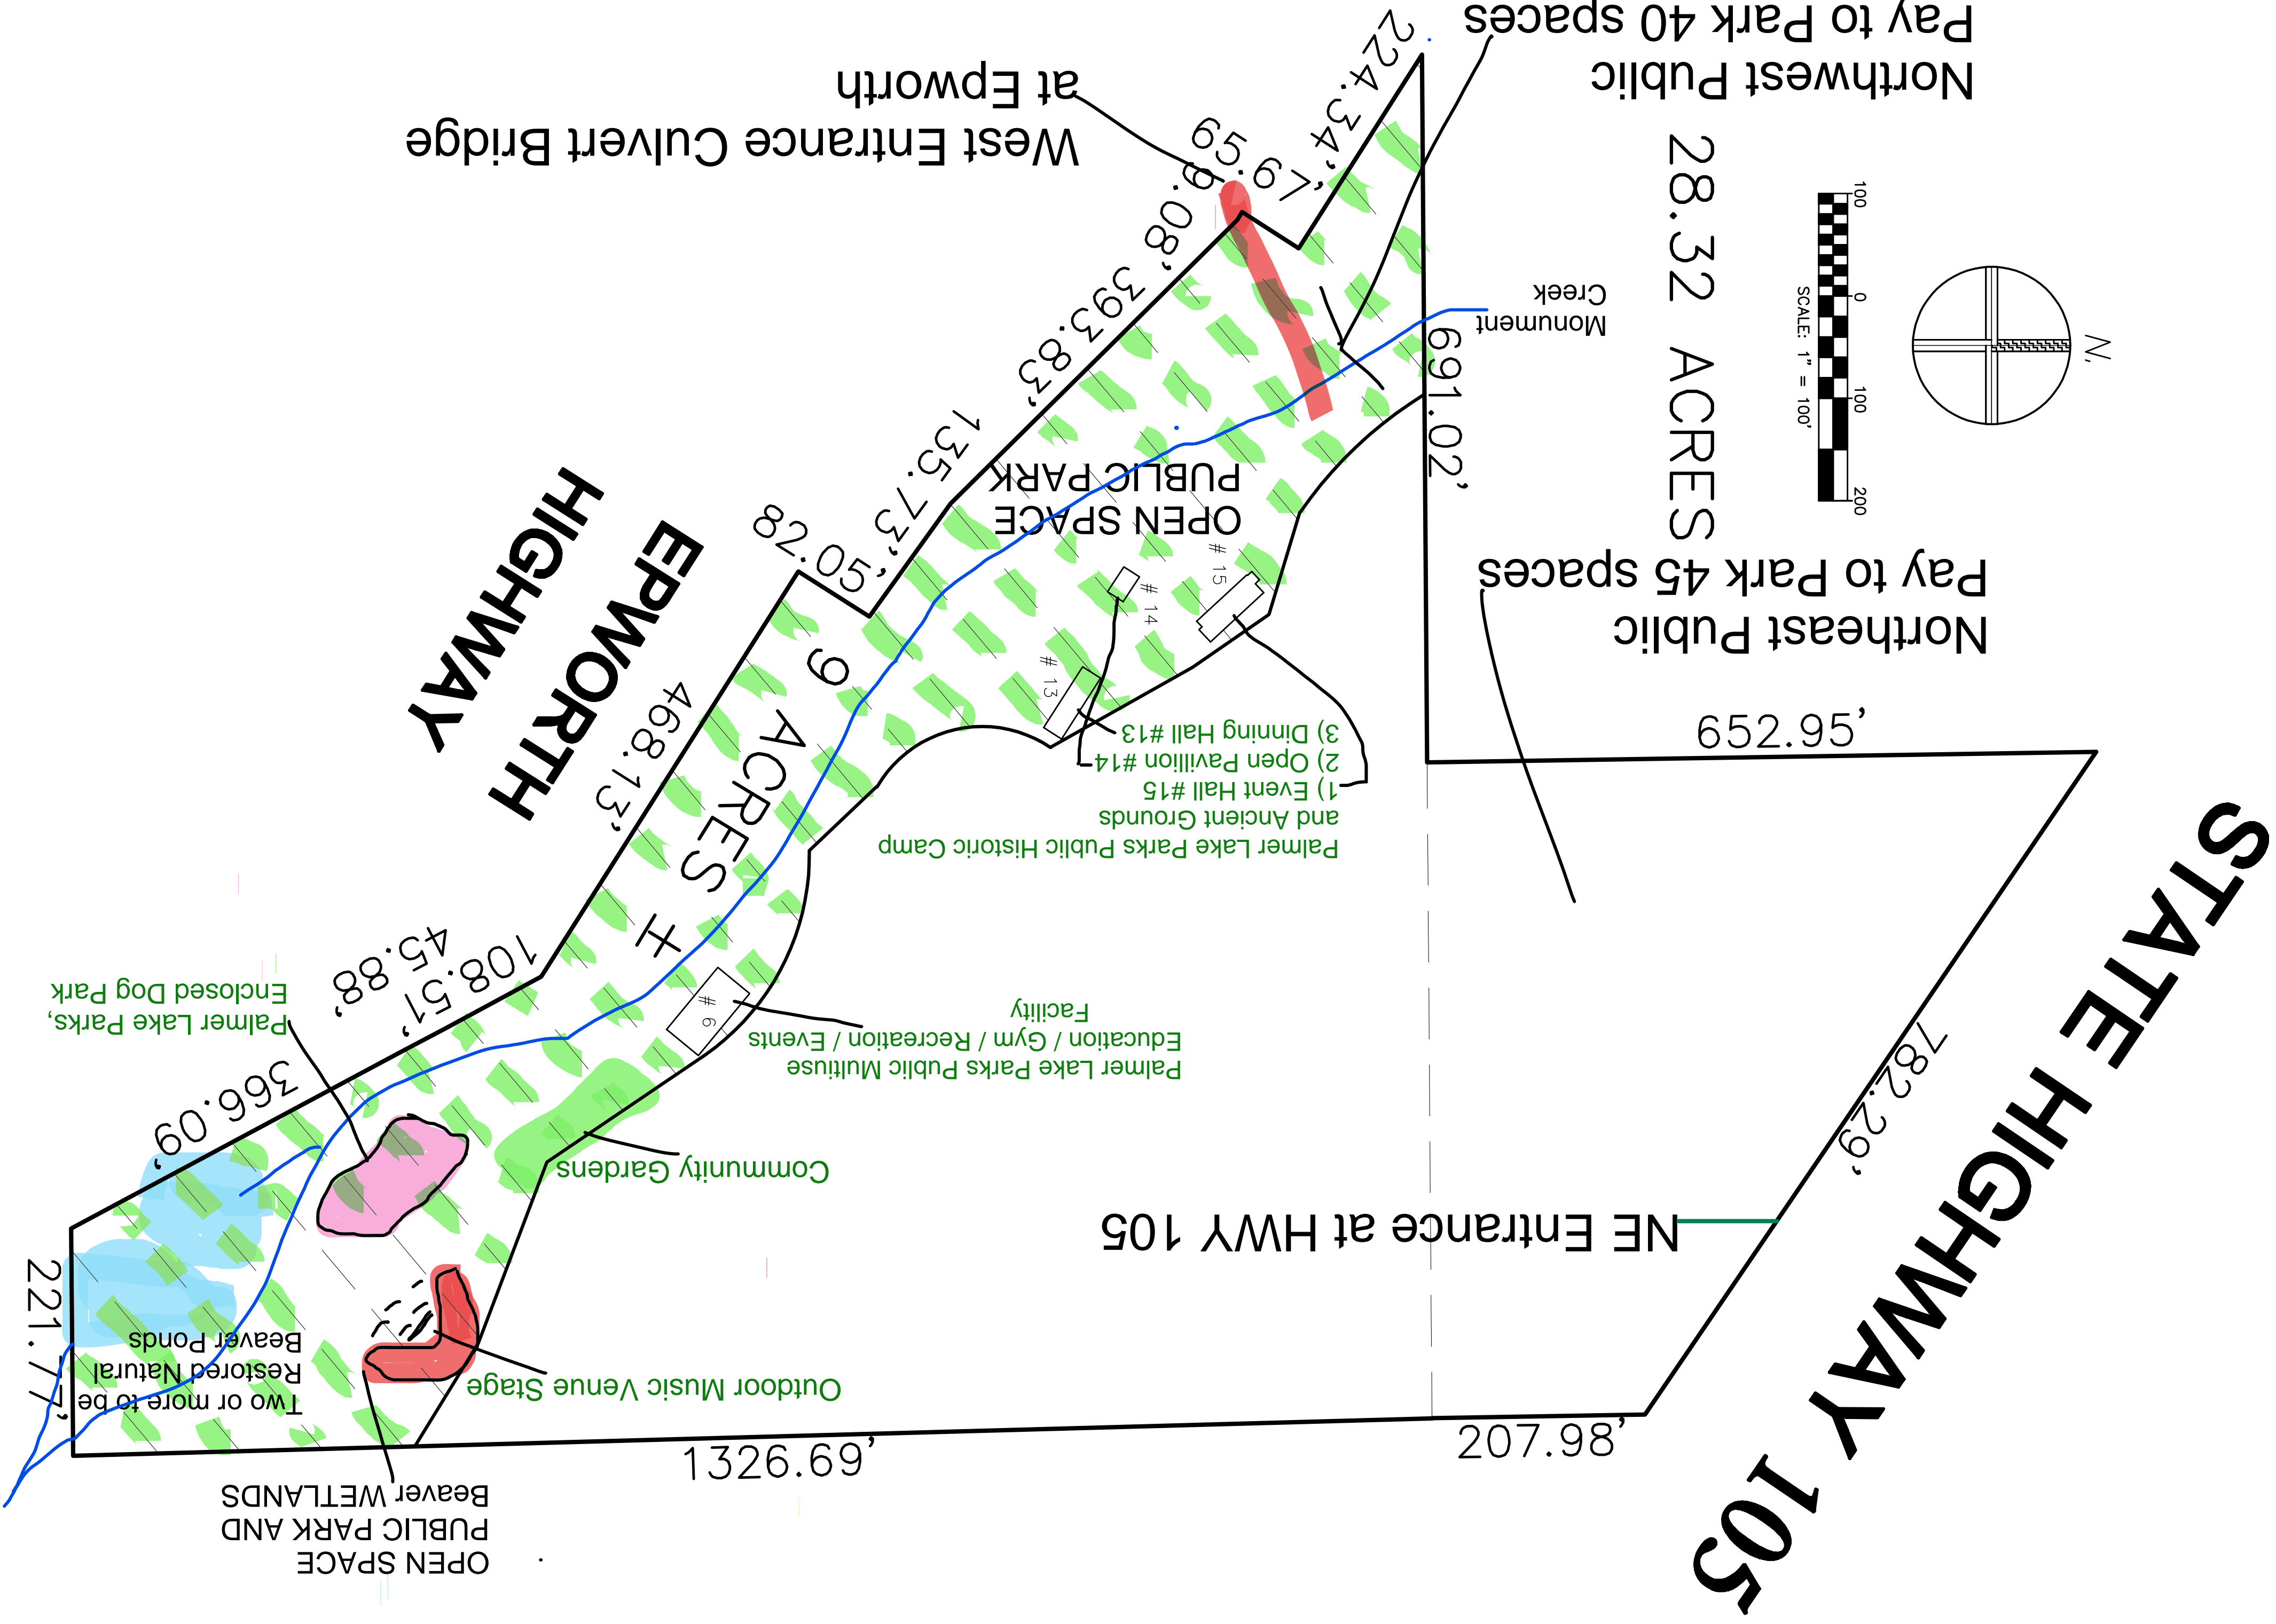 STATE HIGHWAY 105
OPEN SPACE
PUBLIC PARK AND
Beaver WETLANDS
207.98'
1326.69'
Two or more to be
Restored Natural
Beaver Ponds
221.77'
Outdoor Music Venue Stage
NE Entrance at HWY 105
782.29'
Community Gardens
366.09'
Palmer Lake Parks Public Multiuse
Education / Gym / Recreation / Events
Facility
# 6
Palmer Lake Parks,
Enclosed Dog Park
108.51'
45.88'
9 ACRES ±
468.13'
EPWORTH
HIGHWAY
Palmer Lake Parks Public Historic Camp
and Ancient Grounds
1) Event Hall #15
2) Open Pavillion #14
3) Dinning Hall #13
652.95'
# 13
# 14
# 15
Northeast Public
Pay to Park 45 spaces
82.05'
135.73'
OPEN SPACE
PUBLIC PARK
691.02'
28.32 ACRES
393.83'
Monument
Creek
N.
SCALE: 1" = 100'
100
0
100
200
9.08'
65.97'
224.34'
West Entrance Culvert Bridge
at Epworth
Northwest Public
Pay to Park 40 spaces